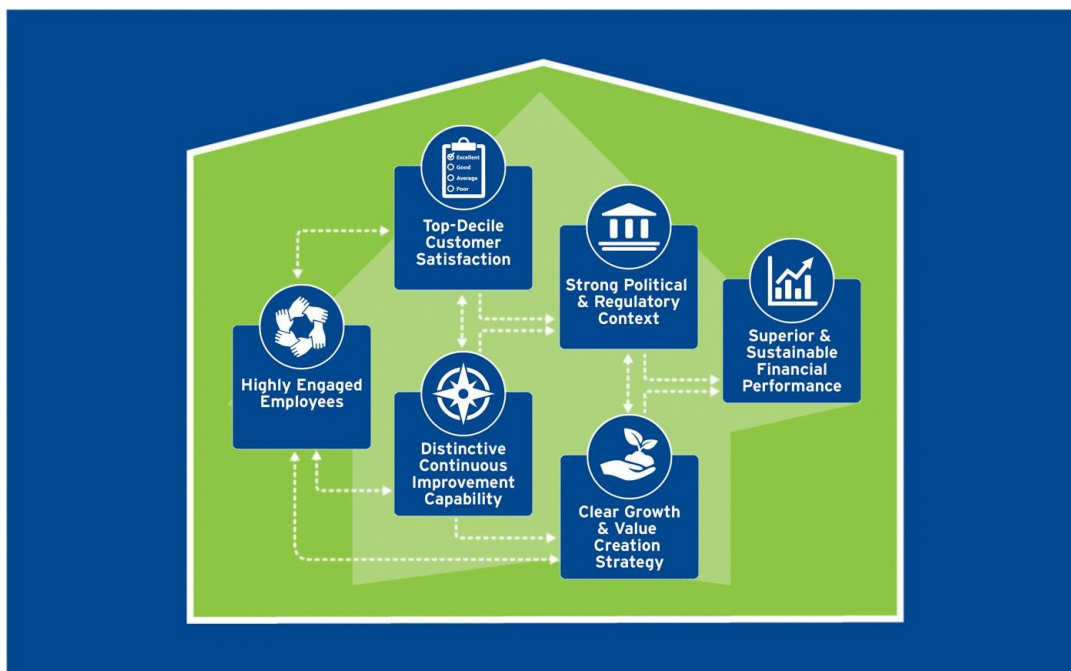 Excellent
Good
Average
Poor
Top-Decile
Customer
Satisfaction
Strong Political
& Regulatory
Context
Superior &
Sustainable
Financial
Performance
Highly Engaged
Employees
Distinctive
Continuous
Improvement
Capability
Clear Growth
& Value
Creation
Strategy